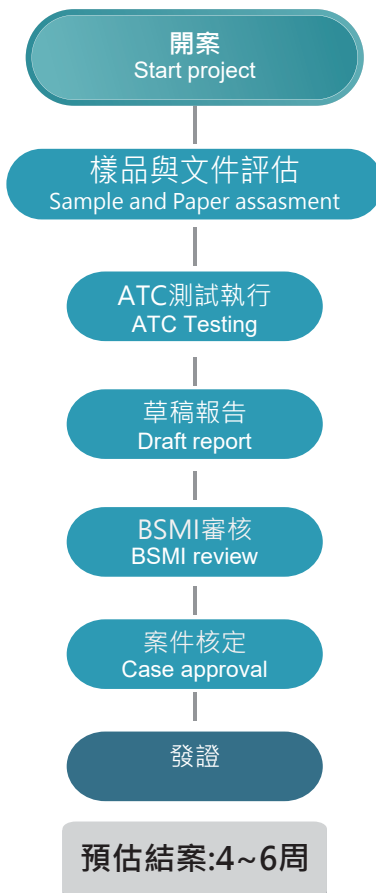 開案
Start project
樣品與文件評估
Sample and Paper assasment
ATC測試執行
ATC Testing
草稿報告
Draft report
BSMI審核
BSMI review
案件核定
Case approval
發證
預估結案:4~6周